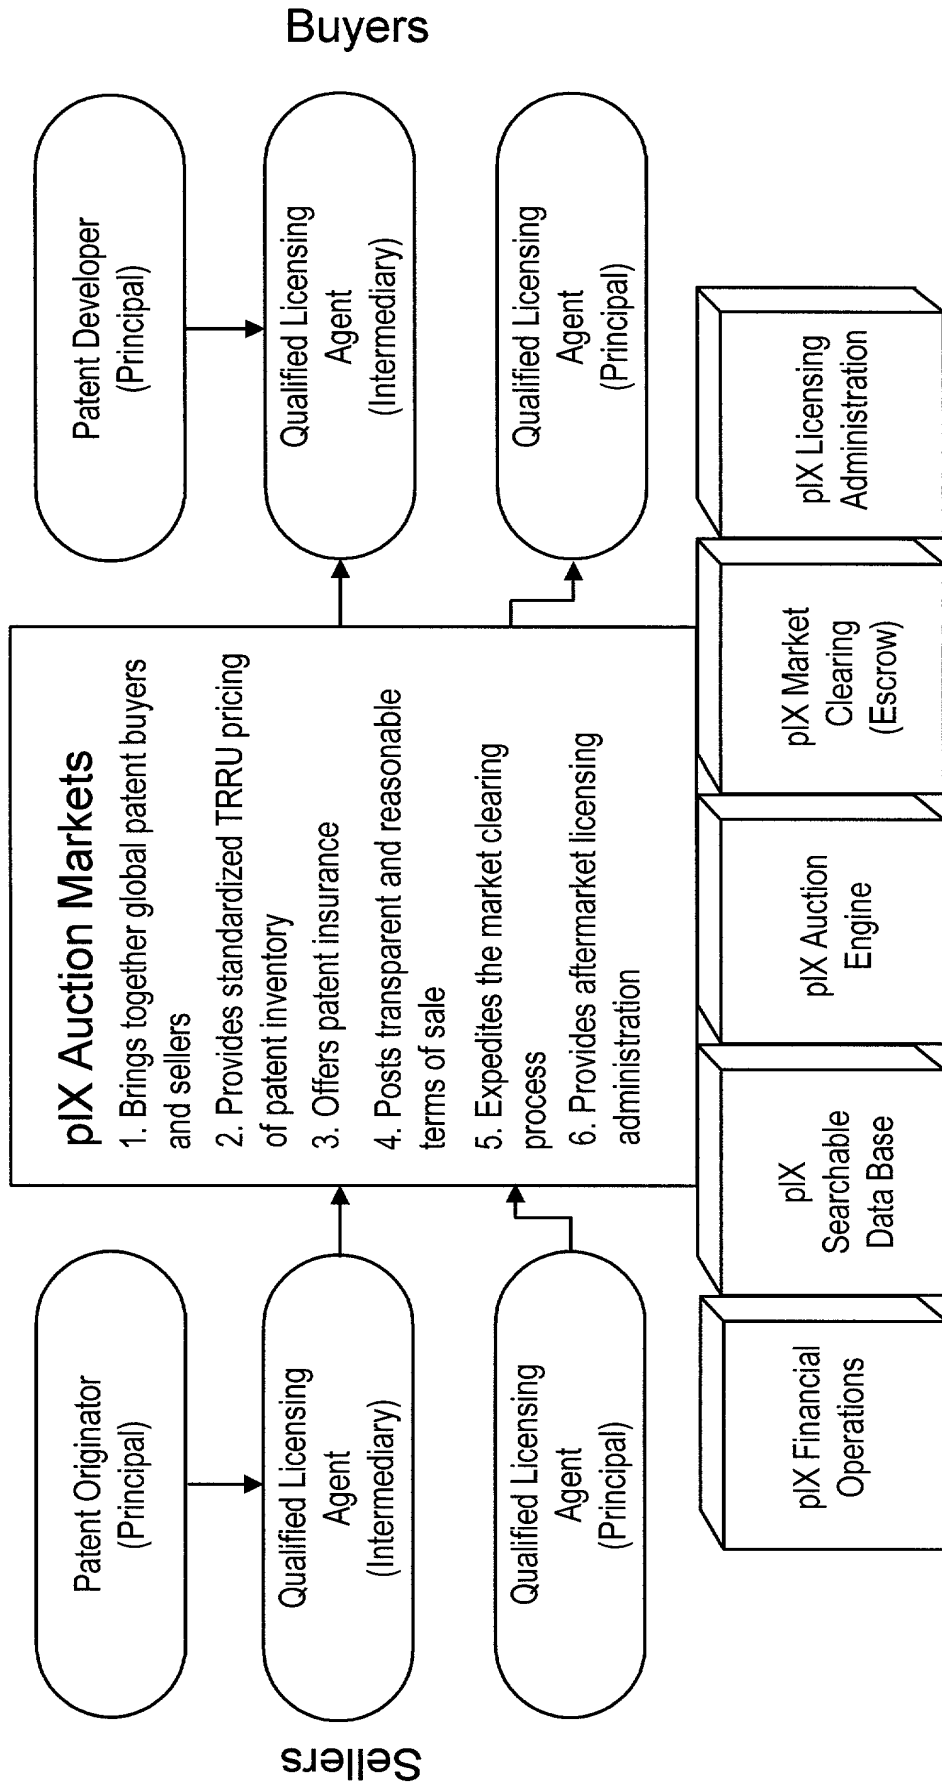 Sellers
Patent Originator
(Principal)
Qualified Licensing
Agent
(Intermediary)
Qualified Licensing
Agent
(Principal)
pIX Auction Markets
1. Brings together global patent buyers
and sellers
2. Provides standardized TRRU pricing
of patent inventory
3. Offers patent insurance
4. Posts transparent and reasonable
terms of sale
5. Expedites the market clearing
process
6. Provides aftermarket licensing
administration
Patent Developer
(Principal)
Qualified Licensing
Agent
(Intermediary)
Qualified Licensing
Agent
(Principal)
Buyers
pIX Financial
Operations
pIX
Searchable
Data Base
pIX Auction
Engine
pIX Market
Clearing
(Escrow)
pIX Licensing
Administration